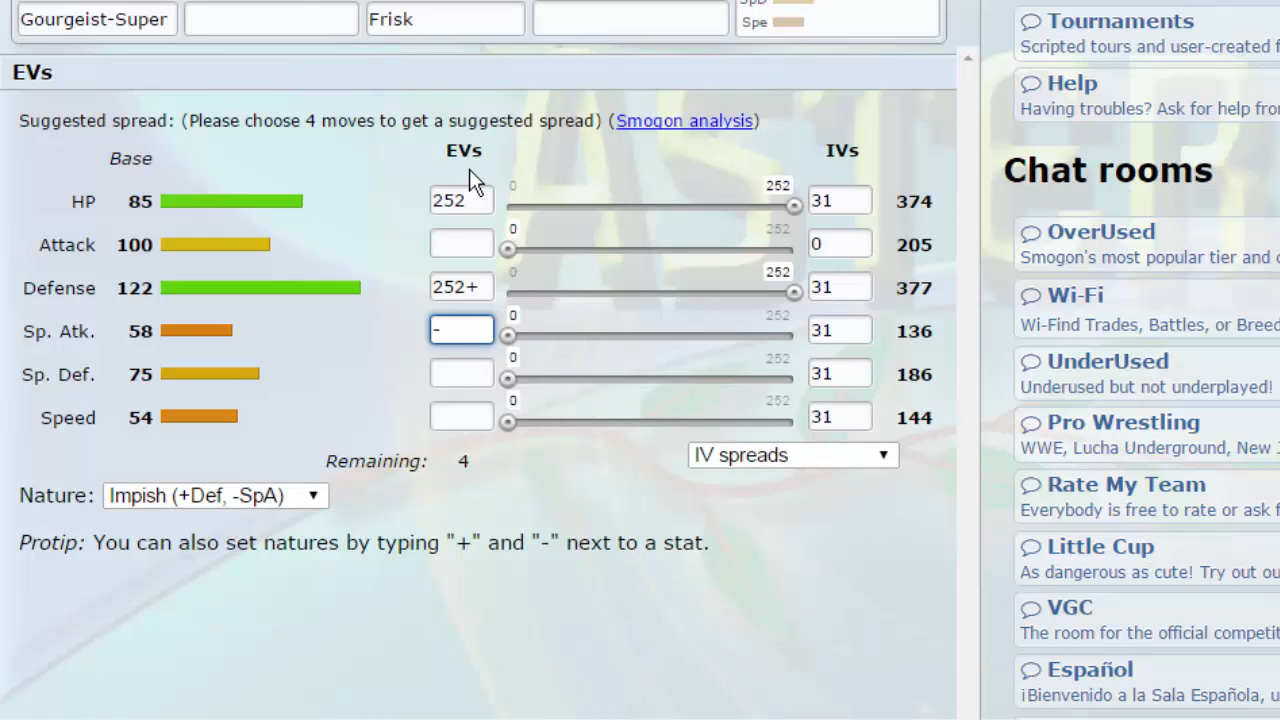 Gourgeist-Super
Frisk
SpD
Spe
EVs
Suggested spread: (Please choose 4 moves to get a suggested spread) (Smogon analysis)
Base EVs IVs
HP 85 252 0 252 31 374
Attack 100 0 252 0 205
Defense 122 252+ 0 252 31 377
Sp. Atk. 58 - 0 252 31 136
Sp. Def. 75 0 252 31 186
Speed 54 0 252 31 144
Remaining: 4
IV spreads
Nature: Impish (+Def, -SpA)
Protip: You can also set natures by typing "+" and "-" next to a stat.
Tournaments
Scripted tours and user-created
Help
Having troubles? Ask for help
Chat rooms
OverUsed
Smogon's most popular tier and
Wi-Fi
Wi-Find Trades, Battles, or Breed
UnderUsed
Underused but not underplayed!
Pro Wrestling
WWE, Lucha Underground, New
Rate My Team
Everybody is free to rate or ask
Little Cup
As dangerous as cute! Try out
VGC
The room for the official
Español
¡Bienvenido a la Sala Española,